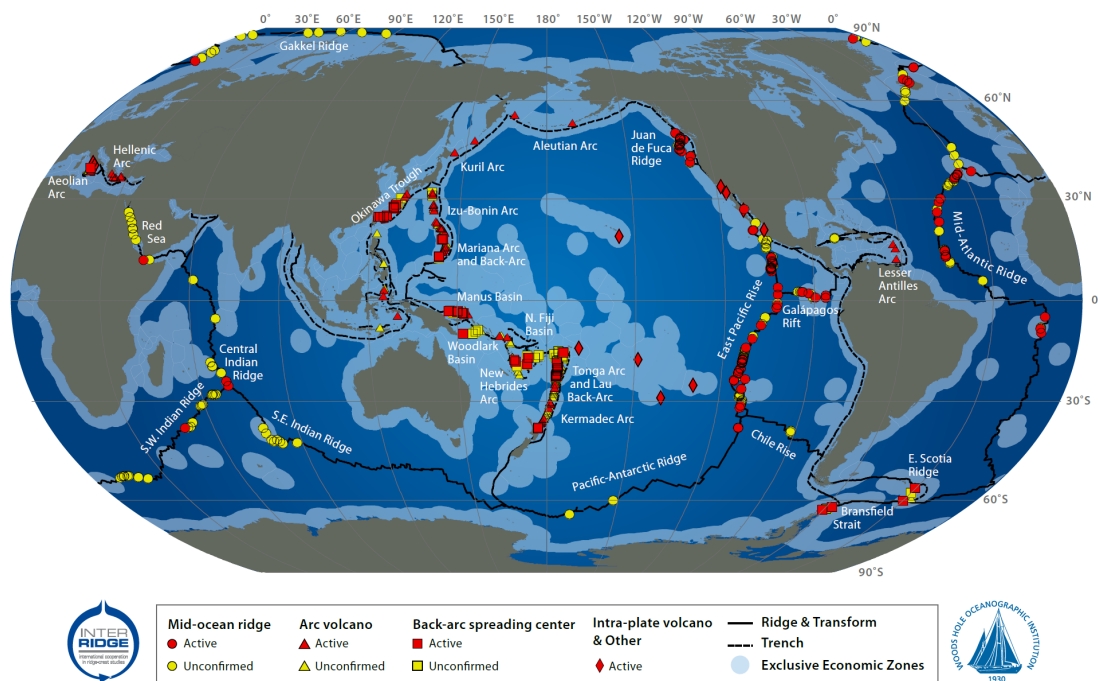 0˚ 30˚E 60˚E 90˚E 120˚E 150˚E 180˚ 150˚W 120˚W 90˚W 60˚W 30˚W 0˚
90˚N
Gakkel Ridge
60˚N
Hellenic
Arc
Aeolian
Arc
Aleutian Arc
Juan
de Fuca
Ridge
Kuril Arc
Okinawa Trough
30˚N
Red
Sea
Izu-Bonin Arc
Mariana Arc
and Back-Arc
Mid-Atlantic Ridge
Lesser
Antilles
Arc
Manus Basin
0
East Pacific Rise
Galápagos
Rift
N. Fiji
Basin
Woodlark
Basin
Central
Indian
Ridge
New
Hebrides
Arc
Tonga Arc
and Lau
Back-Arc
S.W. Indian Ridge
30˚S
Kermadec Arc
S.E. Indian Ridge
Chile Rise
Pacific-Antarctic Ridge
E. Scotia
Ridge
60˚S
Bransfield
Strait
90˚S
INTER
RIDGE
international cooperation
in ridge-crest studies
Mid-ocean ridge
Active
Unconfirmed
Arc volcano
Active
Unconfirmed
Back-arc spreading center
Active
Unconfirmed
Intra-plate volcano
& Other
Active
Ridge & Transform
Trench
Exclusive Economic Zones
WOODS HOLE OCEANOGRAPHIC INSTITUTION
1930